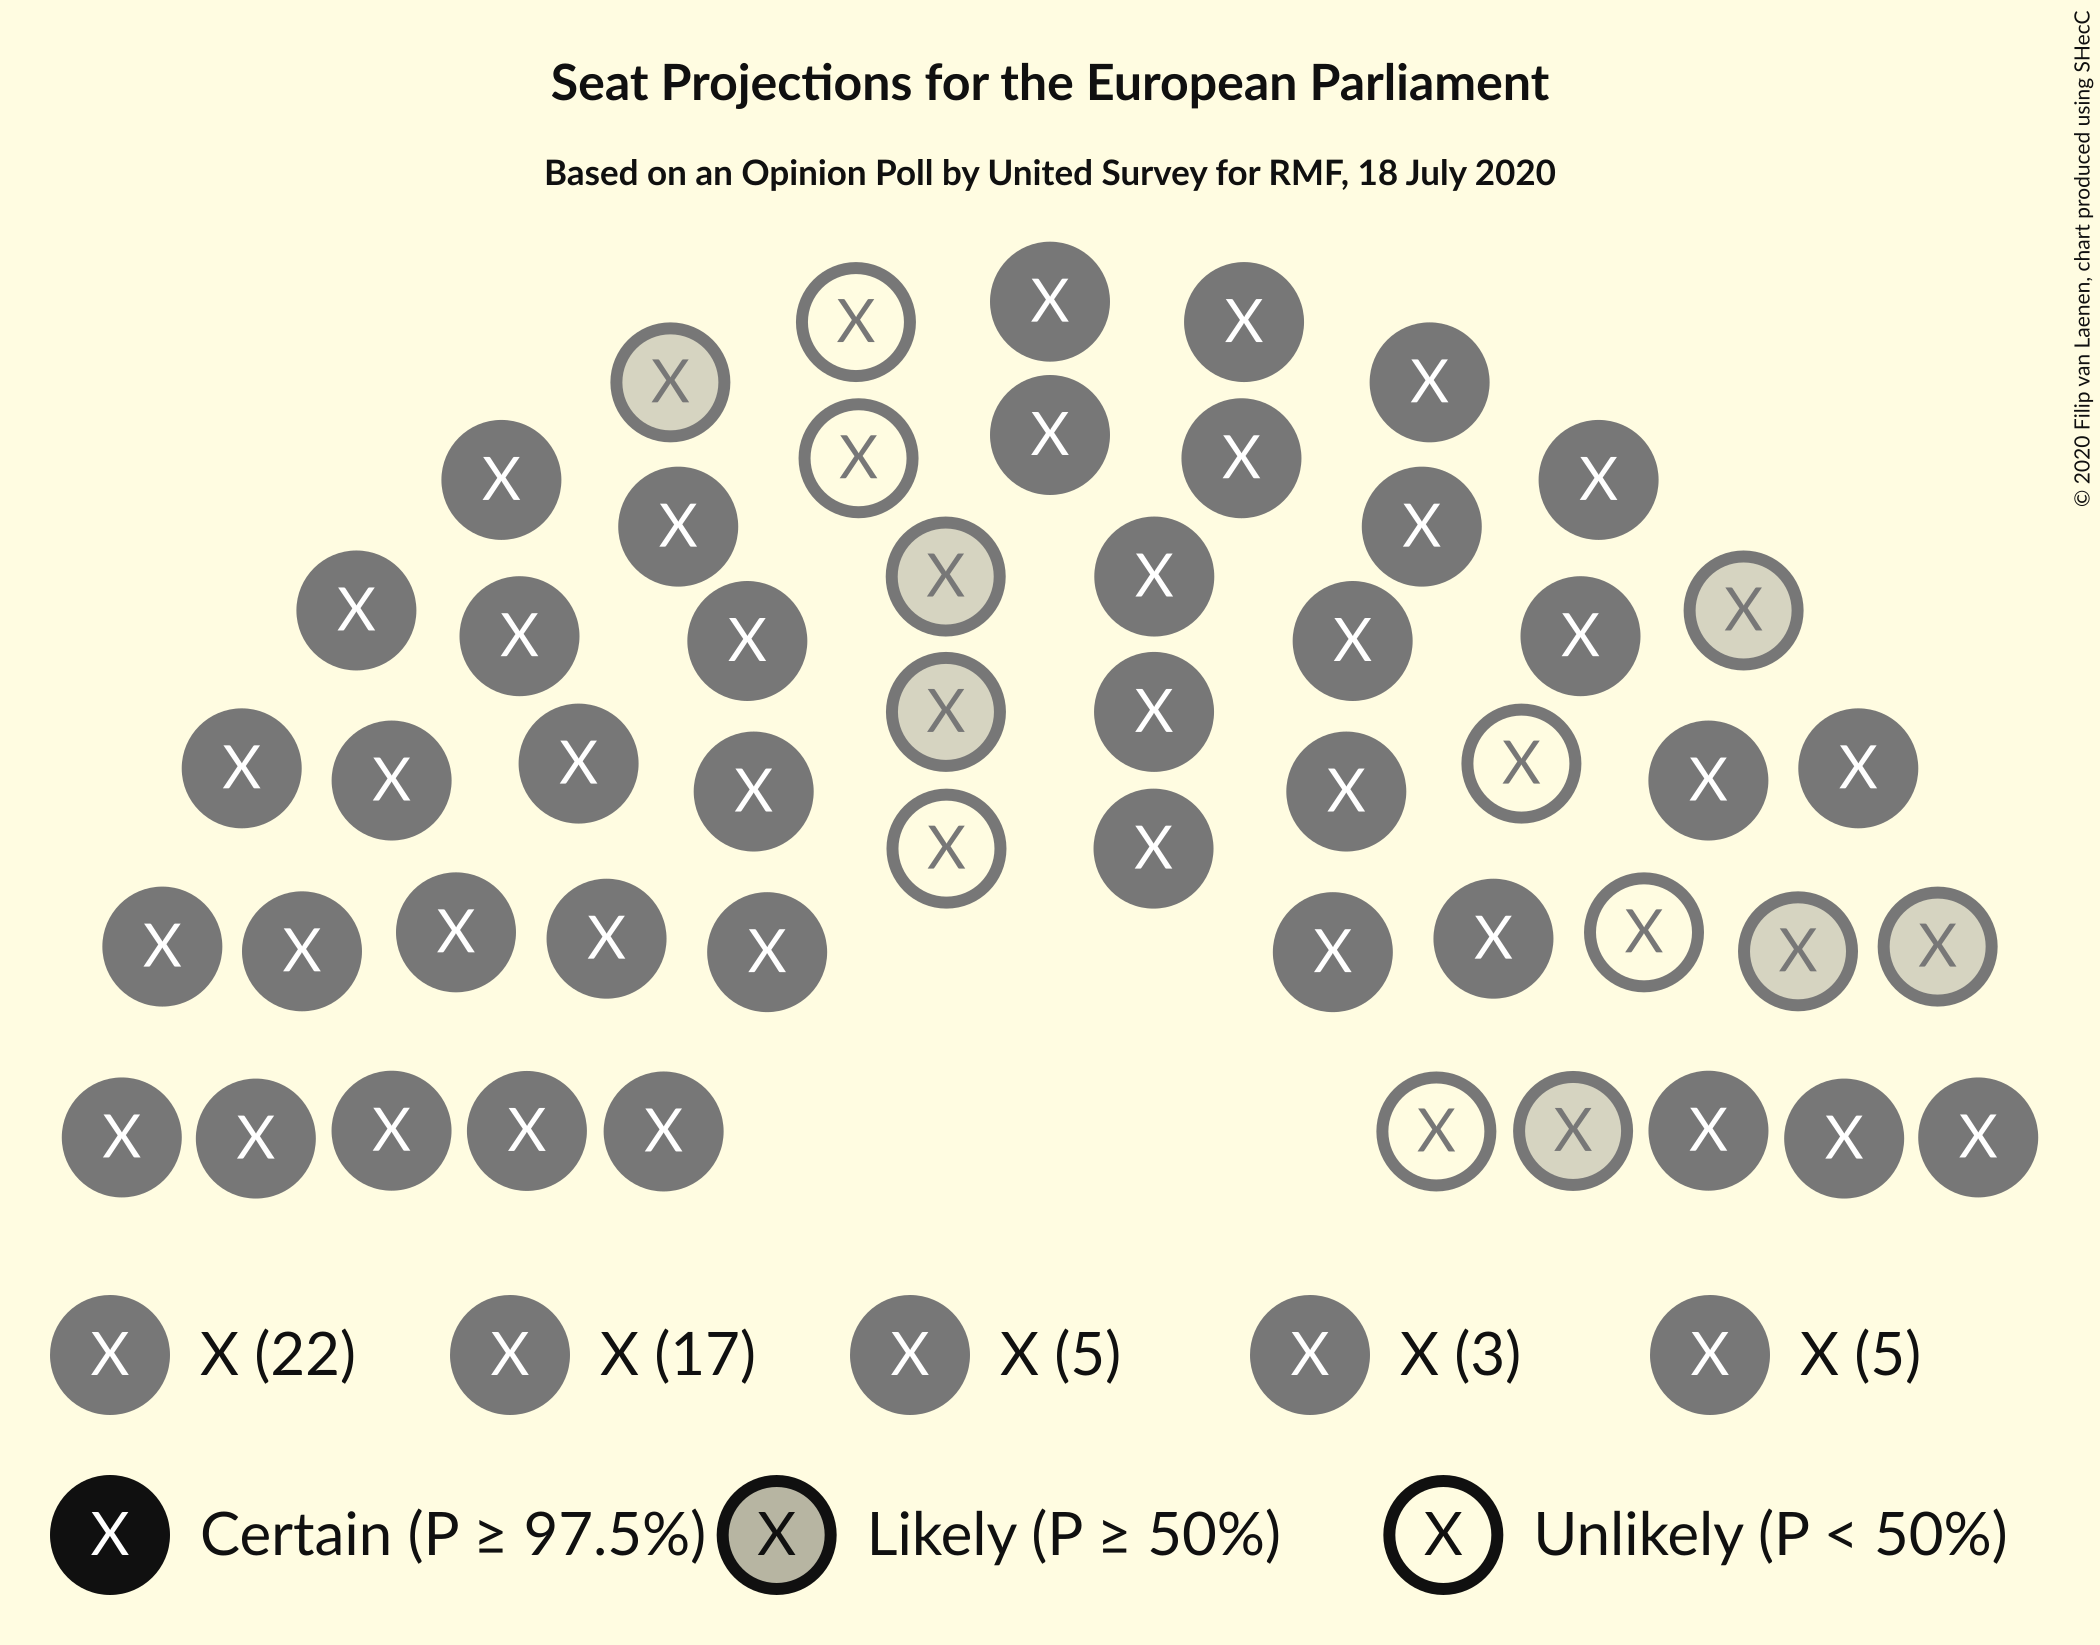 Seat Projections for the European Parliament
Based on an Opinion Poll by United Survey for RMF, 18 July 2020
© 2020 Filip van Laenen, chart produced using SHecC
X X X X X
X X
X X X X
X X
X X
X X X X
X X X X
X X
X X
X X X X
X X
X X X X
X X X X
X X
X X
X X X X
X X X X
X X
X X X X X X X X X X
X X (22) X X (17) X X (5) X X (3) X X (5)
X Certain (P ≥ 97.5%) X Likely (P ≥ 50%) X Unlikely (P < 50%)